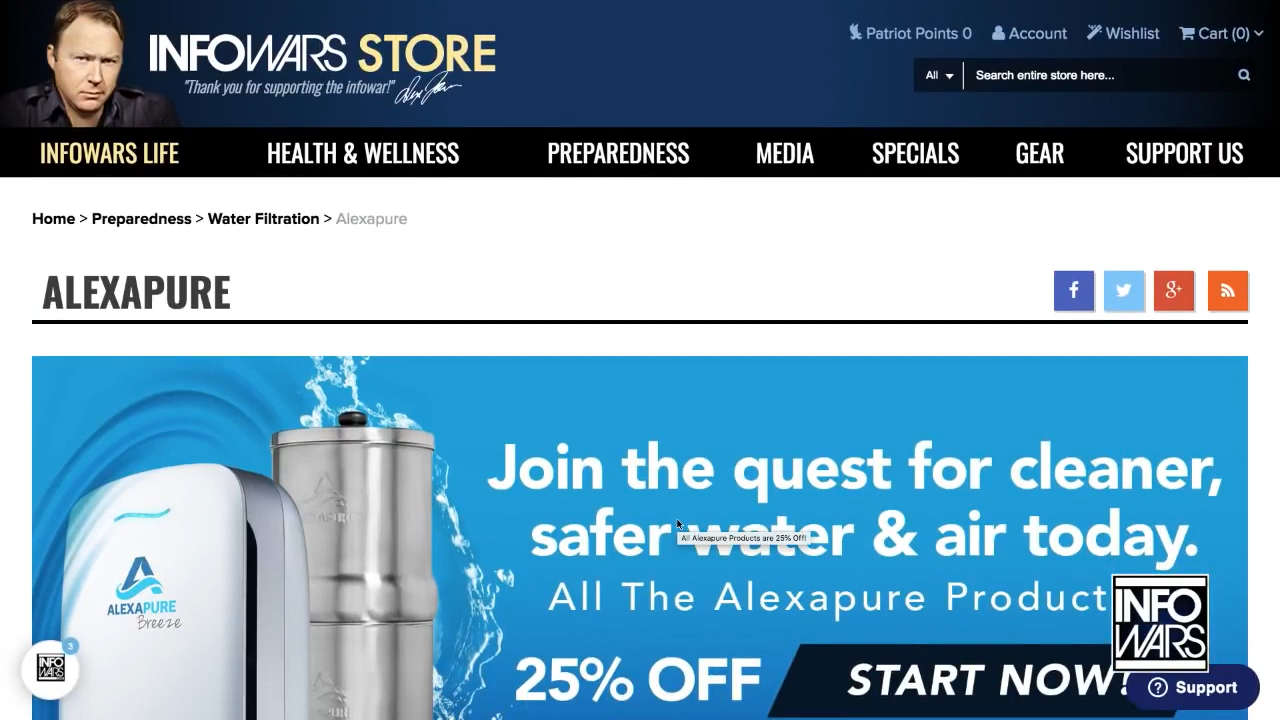 INFOWARS STORE
"Thank you for supporting the infowar!"
Patriot Points 0
Account
Wishlist
Cart (0)
All
Search entire store here...
INFOWARS LIFE
HEALTH & WELLNESS
PREPAREDNESS
MEDIA
SPECIALS
GEAR
SUPPORT US
Home > Preparedness > Water Filtration > Alexapure
ALEXAPURE
Join the quest for cleaner,
safer water & air today.
All Alexapure Products are 25% Off!
All The Alexapure Product
25% OFF
START NOW!
ALEXAPURE
Breeze
INFO
WARS
3
INFO
WARS
Support